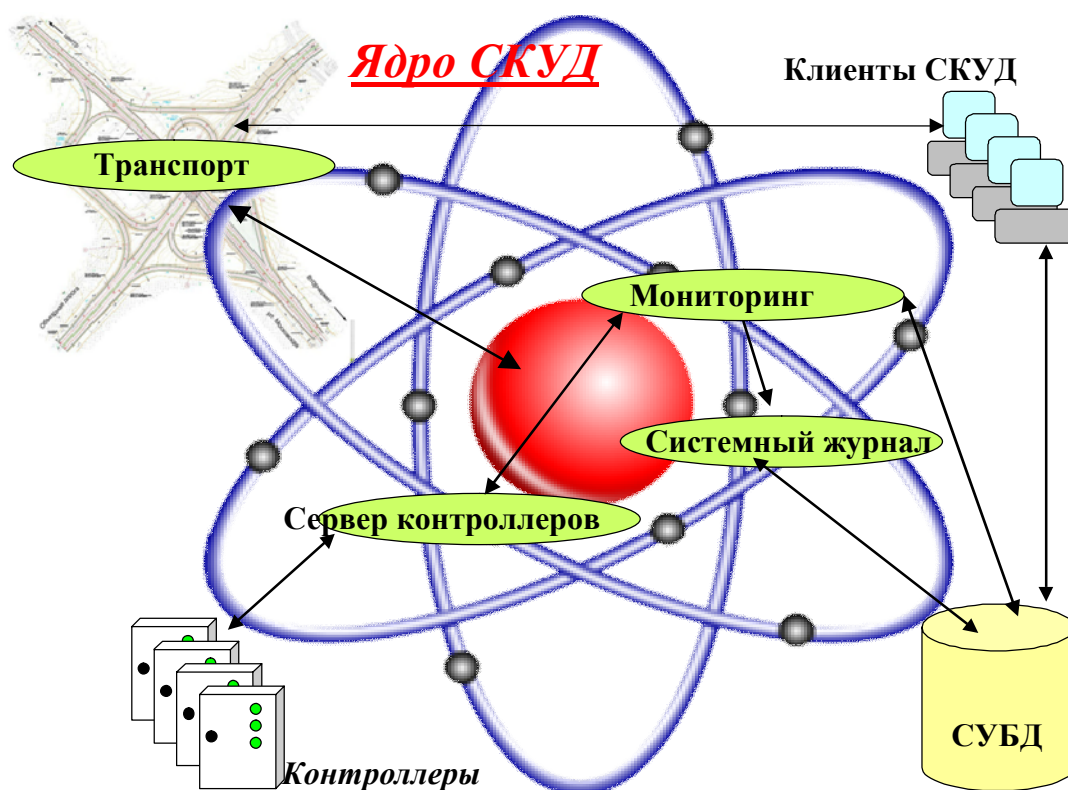 Ядро СКУД
Клиенты СКУД
Транспорт
Мониторинг
Системный журнал
Сервер контроллеров
СУБД
Контроллеры